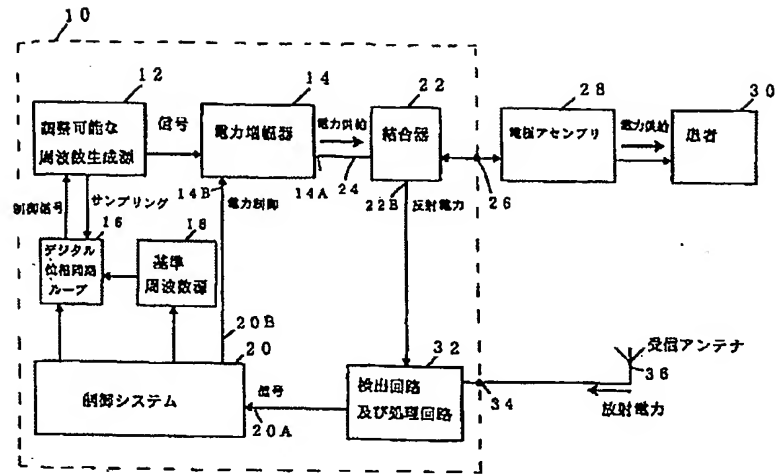 10
12
14
22
28
30
調整可能な
周波数生成源
信号
電力増幅器
電力供給
結合器
電極アセンブリ
電力供給
患者
14A
24
26
14B
電力制御
22B
反射電力
制御信号
サンプリング
16
18
デジタル
位相同路
ループ
基準
周波数源
20B
20
32
受信アンテナ
36
制御システム
信号
20A
検出回路
及び処理回路
34
放射電力